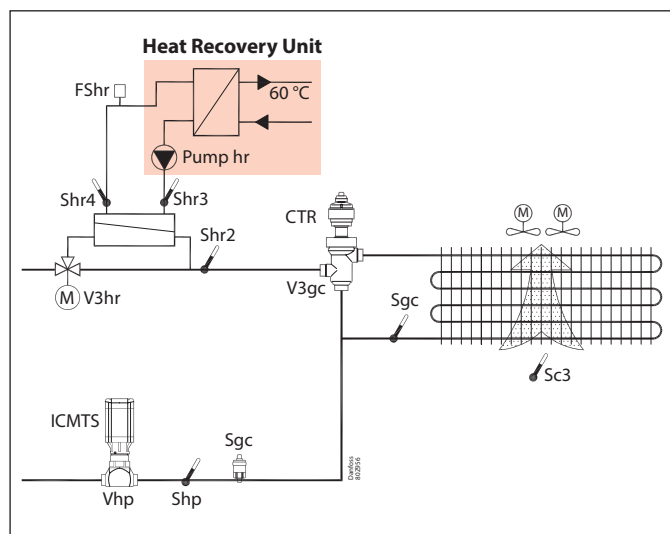 Heat Recovery Unit
FShr
60 °C
Pump hr
Shr4
Shr3
CTR
M
M
Shr2
M
V3hr
V3gc
Sgc
Sc3
ICMTS
Sgc
Vhp
Shp
Danfoss
802956